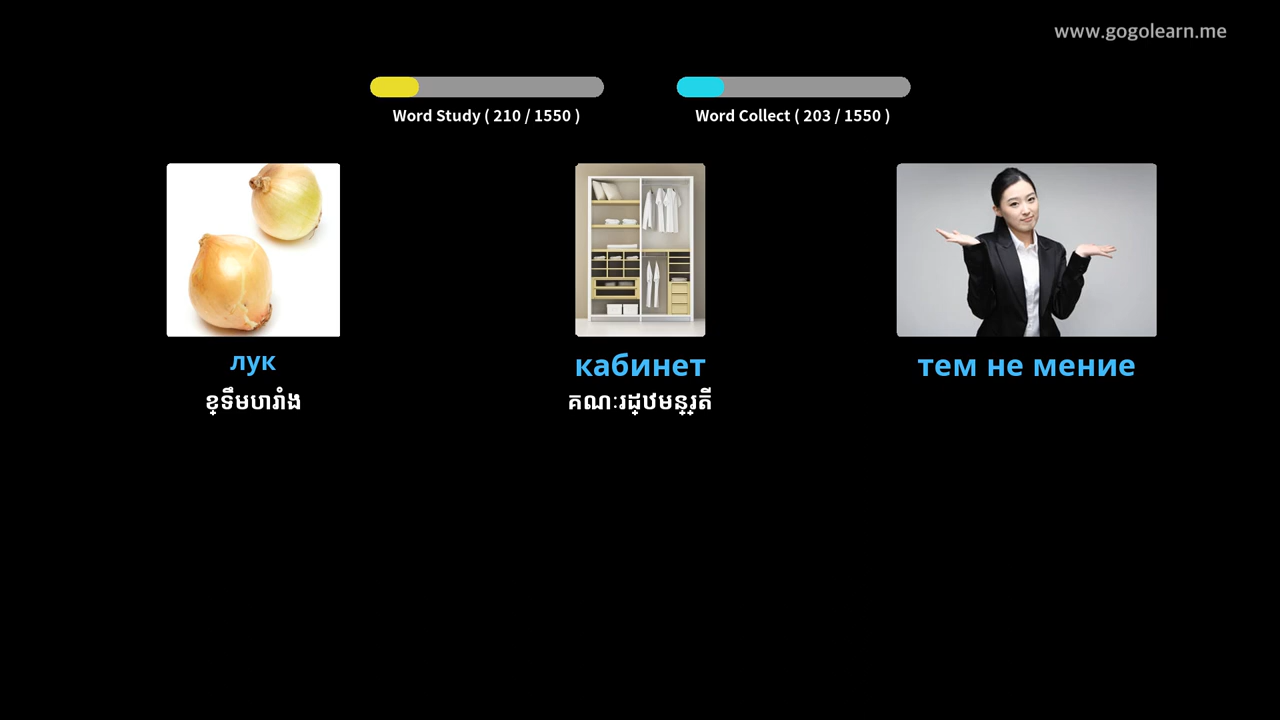 www.gogolearn.me
Word Study ( 210 / 1550 )
Word Collect ( 203 / 1550 )
лук
кабинет
тем не мение
ខ្ទឹមបារាំង
គណៈរដ្ឋមន្រ្តី